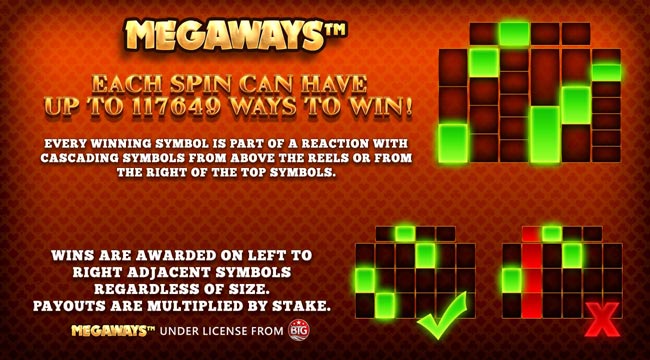 MEGAWAYS™
EACH SPIN CAN HAVE
UP TO 117649 WAYS TO WIN!
EVERY WINNING SYMBOL IS PART OF A REACTION WITH
CASCADING SYMBOLS FROM ABOVE THE REELS OR FROM
THE RIGHT OF THE TOP SYMBOLS.
WINS ARE AWARDED ON LEFT TO
RIGHT ADJACENT SYMBOLS
REGARDLESS OF SIZE.
PAYOUTS ARE MULTIPLIED BY STAKE.
MEGAWAYS™ UNDER LICENSE FROM BTG